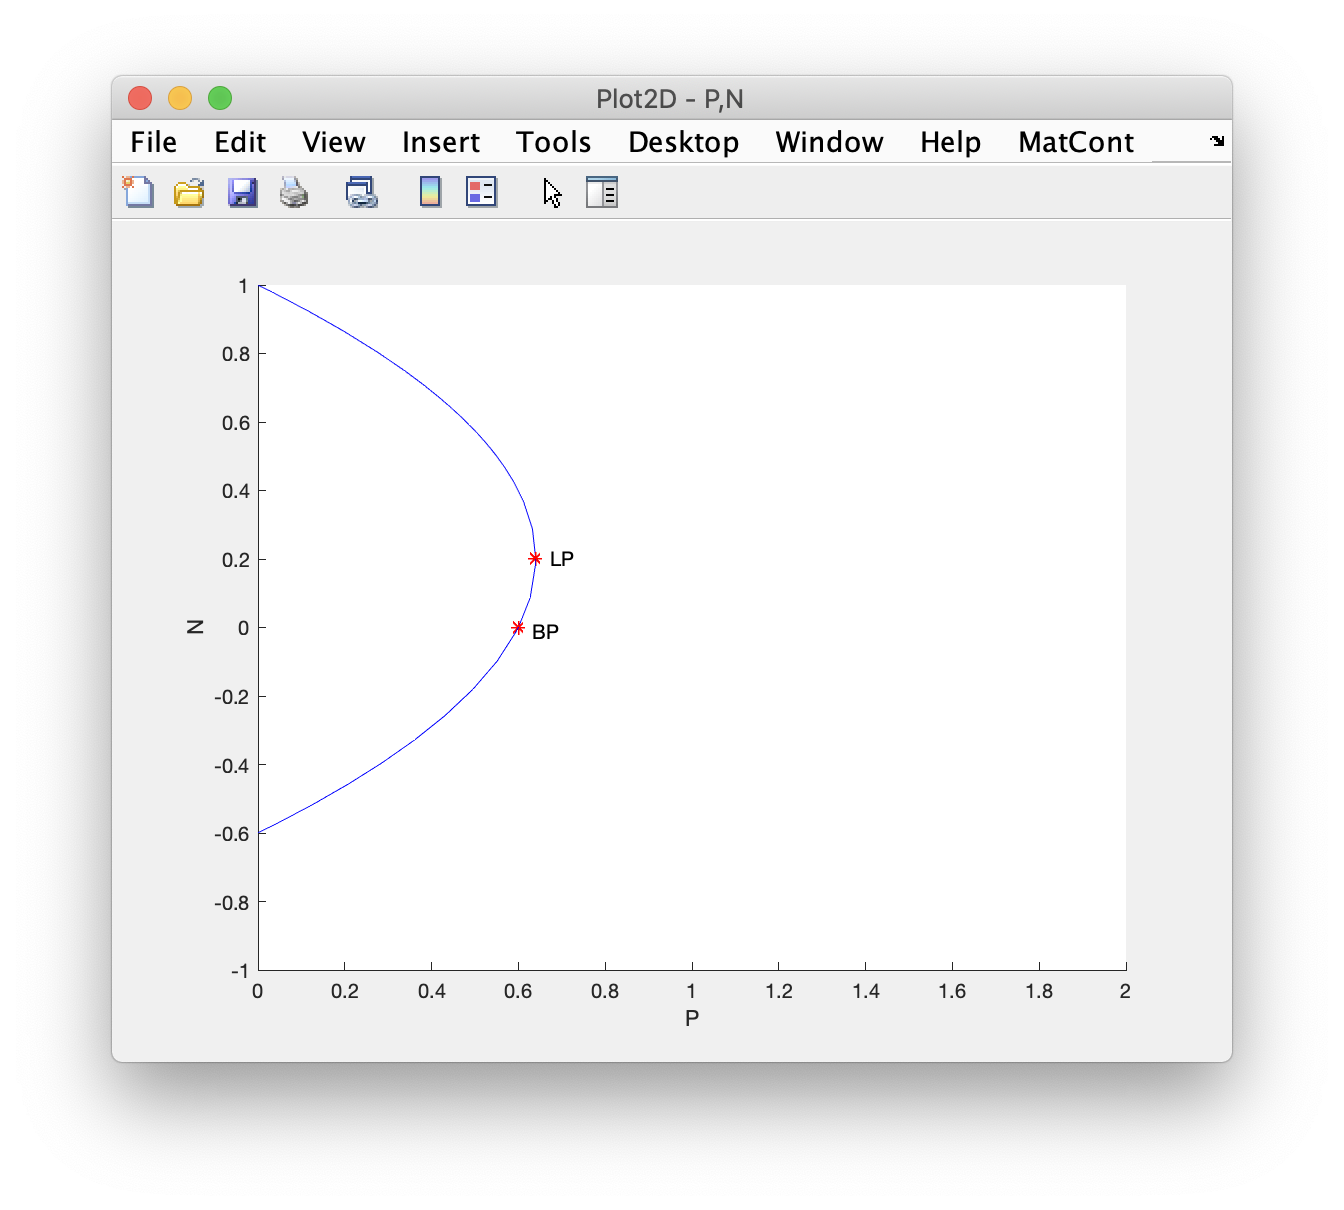 Plot2D - P,N
File Edit View Insert Tools Desktop Window Help MatCont
1
0.8
0.6
0.4
0.2
LP
N
0
BP
-0.2
-0.4
-0.6
-0.8
-1
0 0.2 0.4 0.6 0.8 1 1.2 1.4 1.6 1.8 2
P